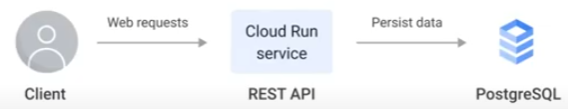 Web requests
Cloud Run
service
Persist data
Client
REST API
PostgreSQL